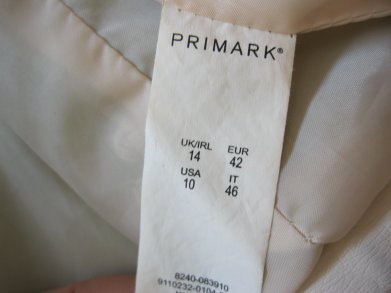 PRIMARK®
UK/IRL EUR
14 42
USA IT
10 46
8240-083910